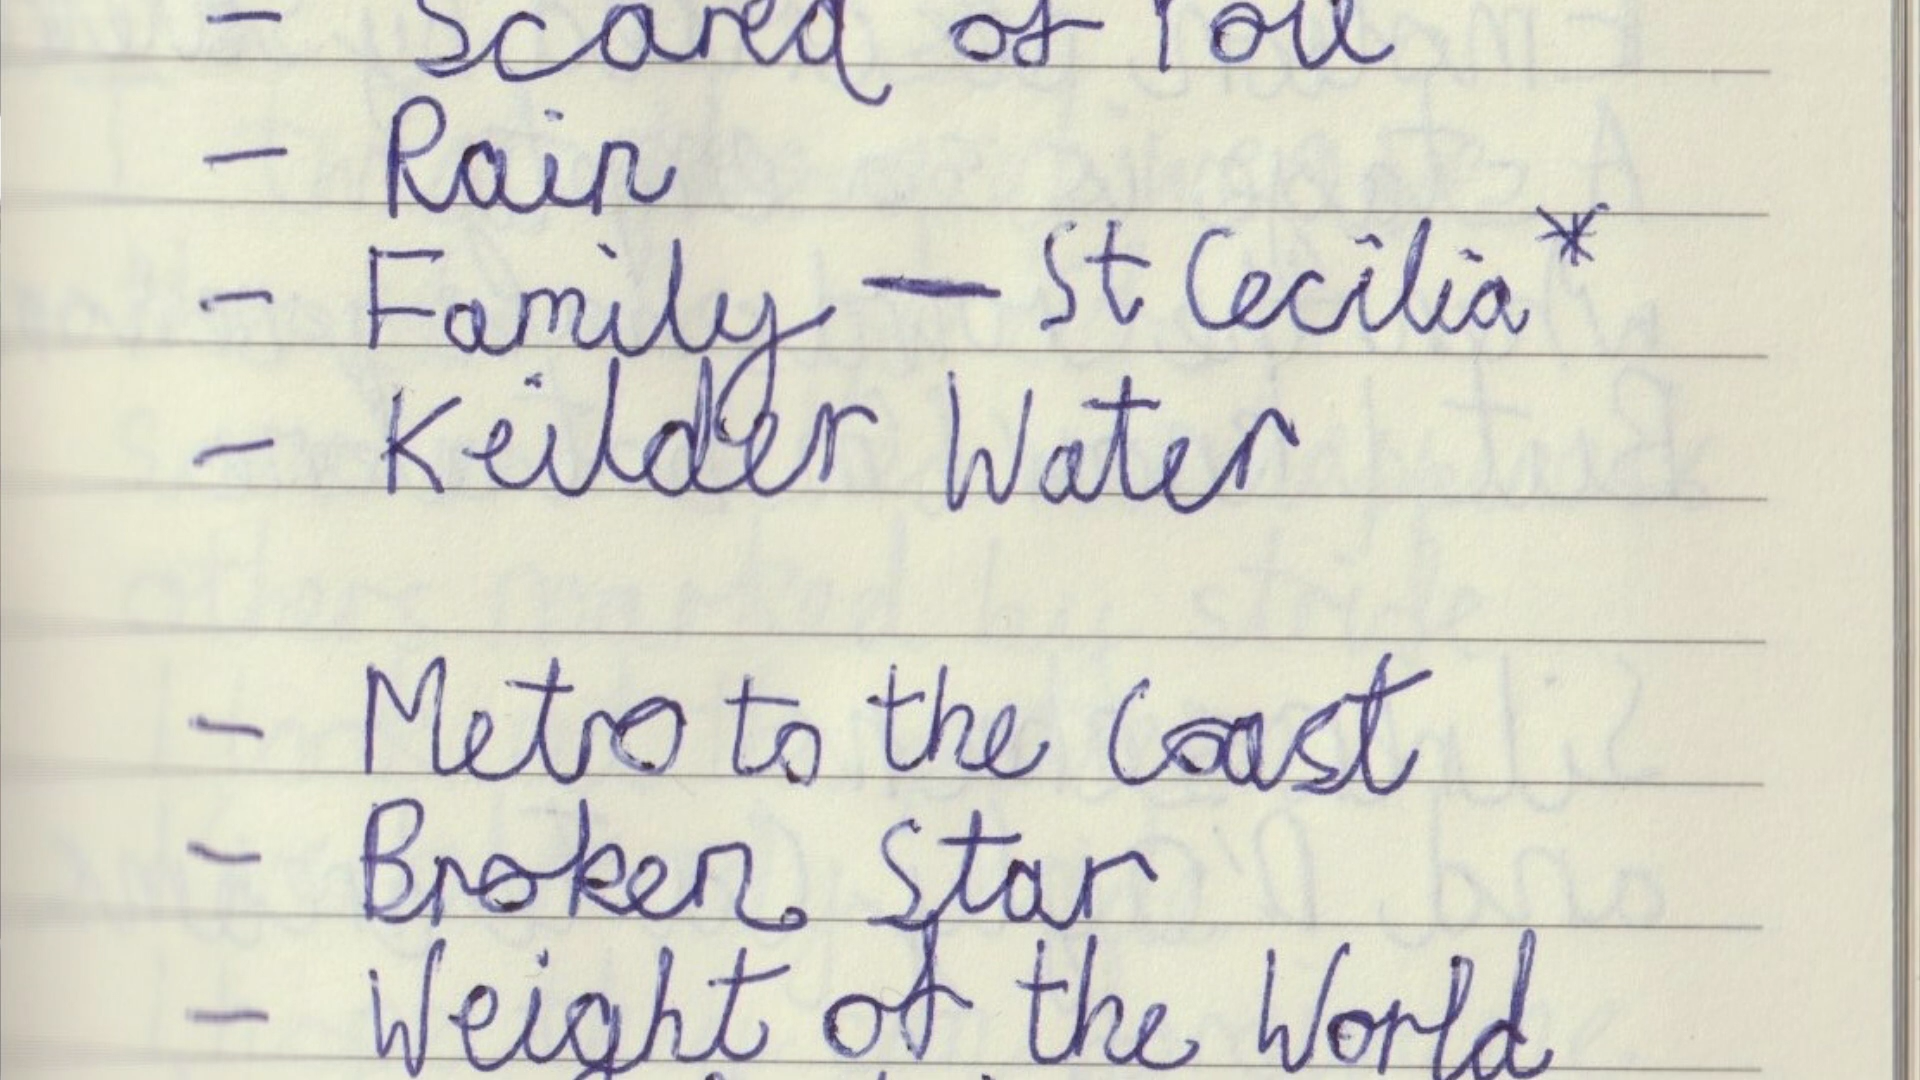 - Scared of You
- Rain
- Family — St Cecilia*
- Keilder Water
- Metro to the Coast
- Broken Star
- Weight of the World